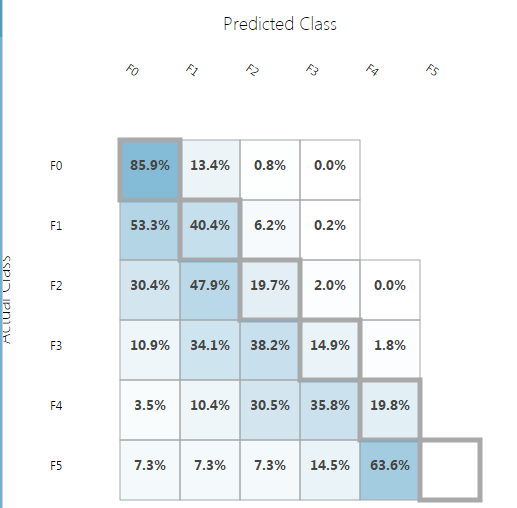 Predicted Class
F0 F1 F2 F3 F4 F5
F0 85.9% 13.4% 0.8% 0.0%
F1 53.3% 40.4% 6.2% 0.2%
F2 30.4% 47.9% 19.7% 2.0% 0.0%
F3 10.9% 34.1% 38.2% 14.9% 1.8%
F4 3.5% 10.4% 30.5% 35.8% 19.8%
F5 7.3% 7.3% 7.3% 14.5% 63.6%
Actual Class